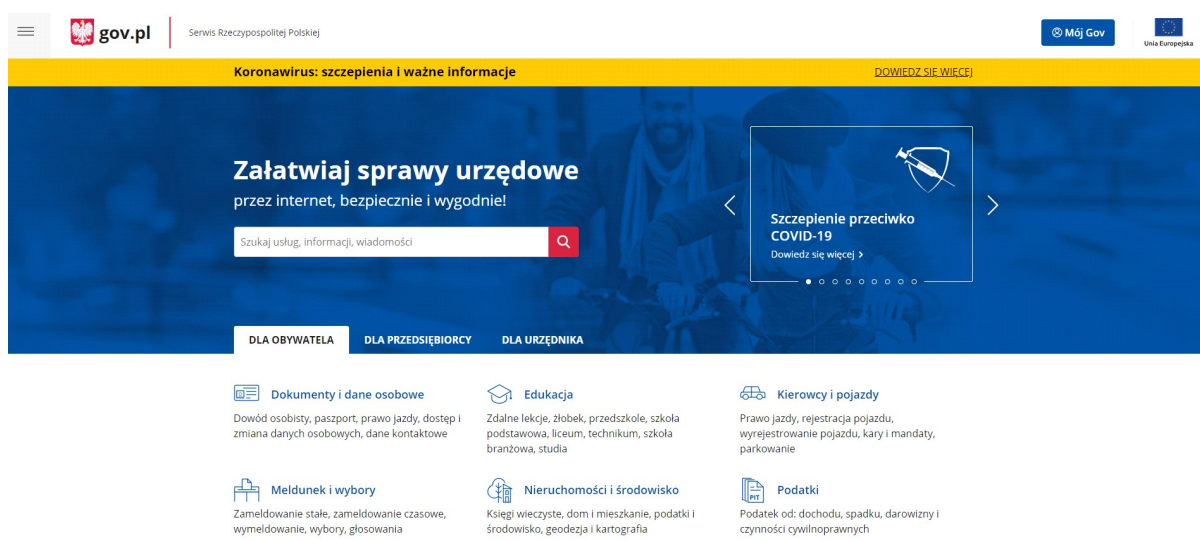 gov.pl
Serwis Rzeczypospolitej Polskiej
Mój Gov
Unia Europejska
Koronawirus: szczepienia i ważne informacje
DOWIEDZ SIĘ WIĘCEJ
Załatwiaj sprawy urzędowe
przez internet, bezpiecznie i wygodnie!
Szukaj usług, informacji, wiadomości
Szczepienie przeciwko
COVID-19
Dowiedz się więcej >
DLA OBYWATELA
DLA PRZEDSIĘBIORCY
DLA URZĘDNIKA
Dokumenty i dane osobowe
Dowód osobisty, paszport, prawo jazdy, dostęp i
zmiana danych osobowych, dane kontaktowe
Edukacja
Zdalne lekcje, żłobek, przedszkole, szkoła
podstawowa, liceum, technikum, szkoła
branżowa, studia
Kierowcy i pojazdy
Prawo jazdy, rejestracja pojazdu,
wyrejestrowanie pojazdu, kary i mandaty,
parkowanie
Meldunek i wybory
Zameldowanie stałe, zameldowanie czasowe,
wymeldowanie, wybory, głosowania
Nieruchomości i środowisko
Księgi wieczyste, dom i mieszkanie, podatki i
środowisko, geodezja i kartografia
PIT
Podatki
Podatek od: dochodu, spadku, darowizny i
czynności cywilnoprawnych